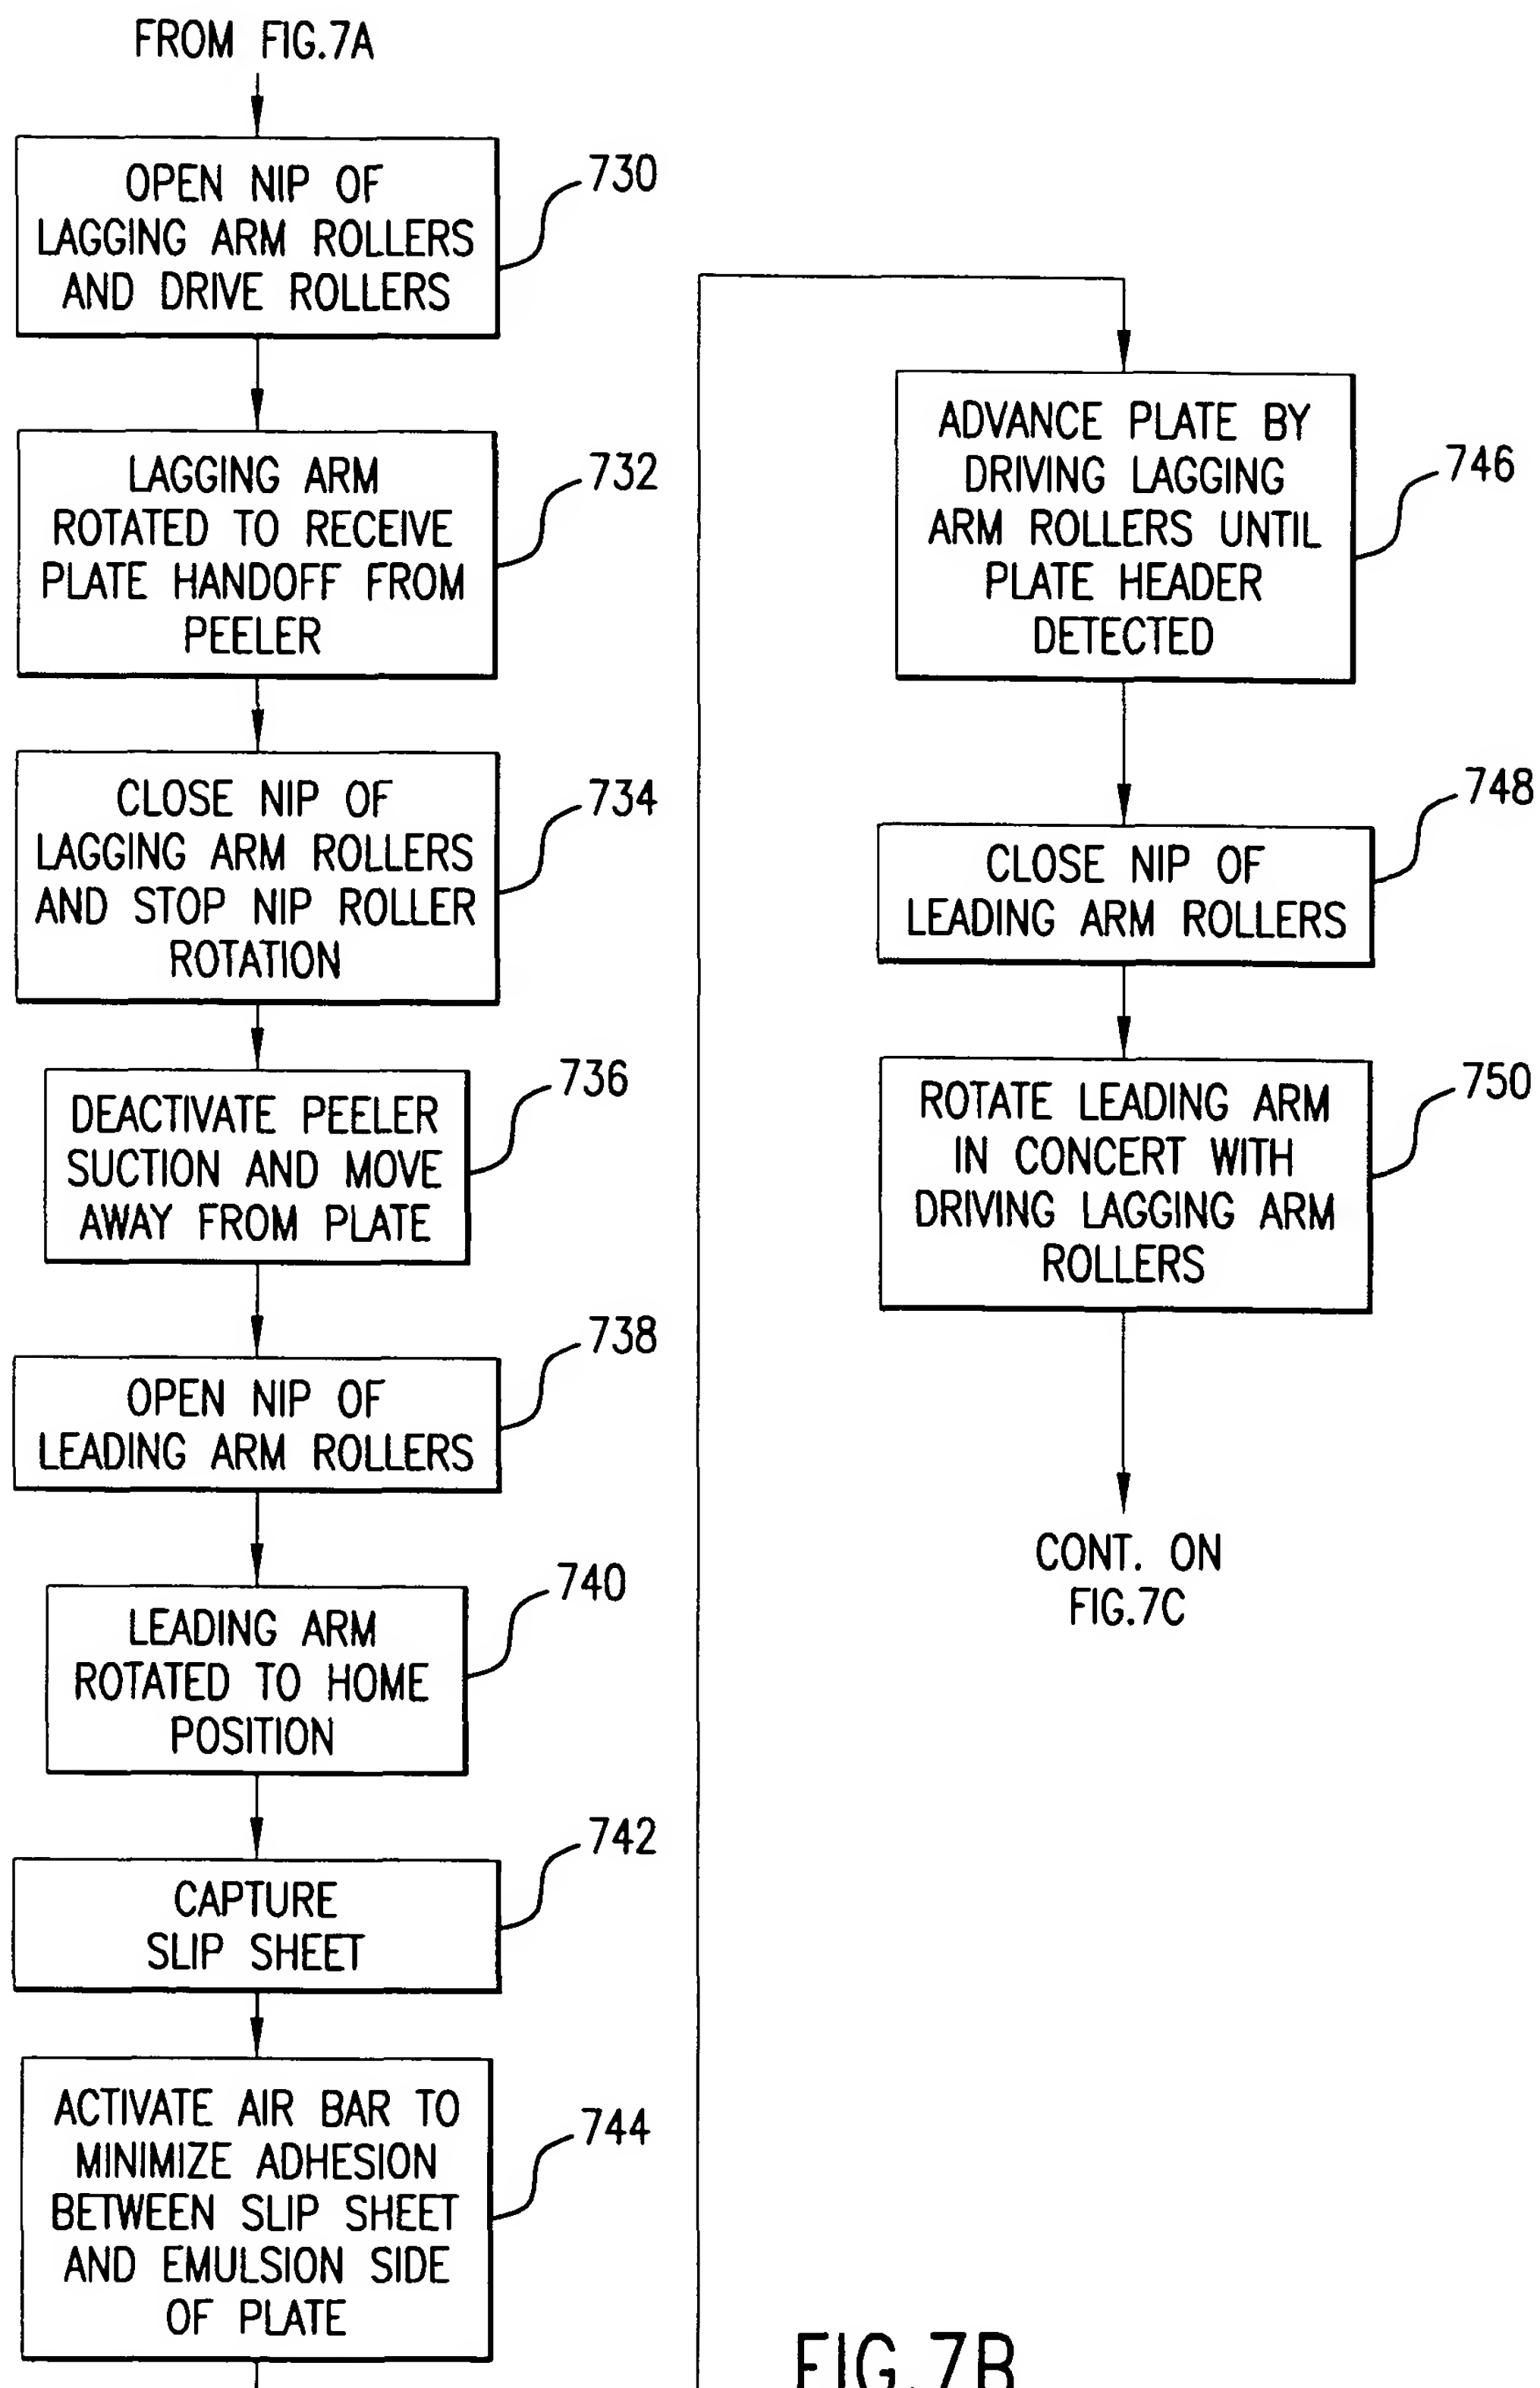 FROM FIG.7A
OPEN NIP OF
LAGGING ARM ROLLERS
AND DRIVE ROLLERS
730
LAGGING ARM
ROTATED TO RECEIVE
PLATE HANDOFF FROM
PEELER
732
CLOSE NIP OF
LAGGING ARM ROLLERS
AND STOP NIP ROLLER
ROTATION
734
DEACTIVATE PEELER
SUCTION AND MOVE
AWAY FROM PLATE
736
OPEN NIP OF
LEADING ARM ROLLERS
738
LEADING ARM
ROTATED TO HOME
POSITION
740
CAPTURE
SLIP SHEET
742
ACTIVATE AIR BAR TO
MINIMIZE ADHESION
BETWEEN SLIP SHEET
AND EMULSION SIDE
OF PLATE
744
ADVANCE PLATE BY
DRIVING LAGGING
ARM ROLLERS UNTIL
PLATE HEADER
DETECTED
746
CLOSE NIP OF
LEADING ARM ROLLERS
748
ROTATE LEADING ARM
IN CONCERT WITH
DRIVING LAGGING ARM
ROLLERS
750
CONT. ON
FIG.7C
FIG.7B